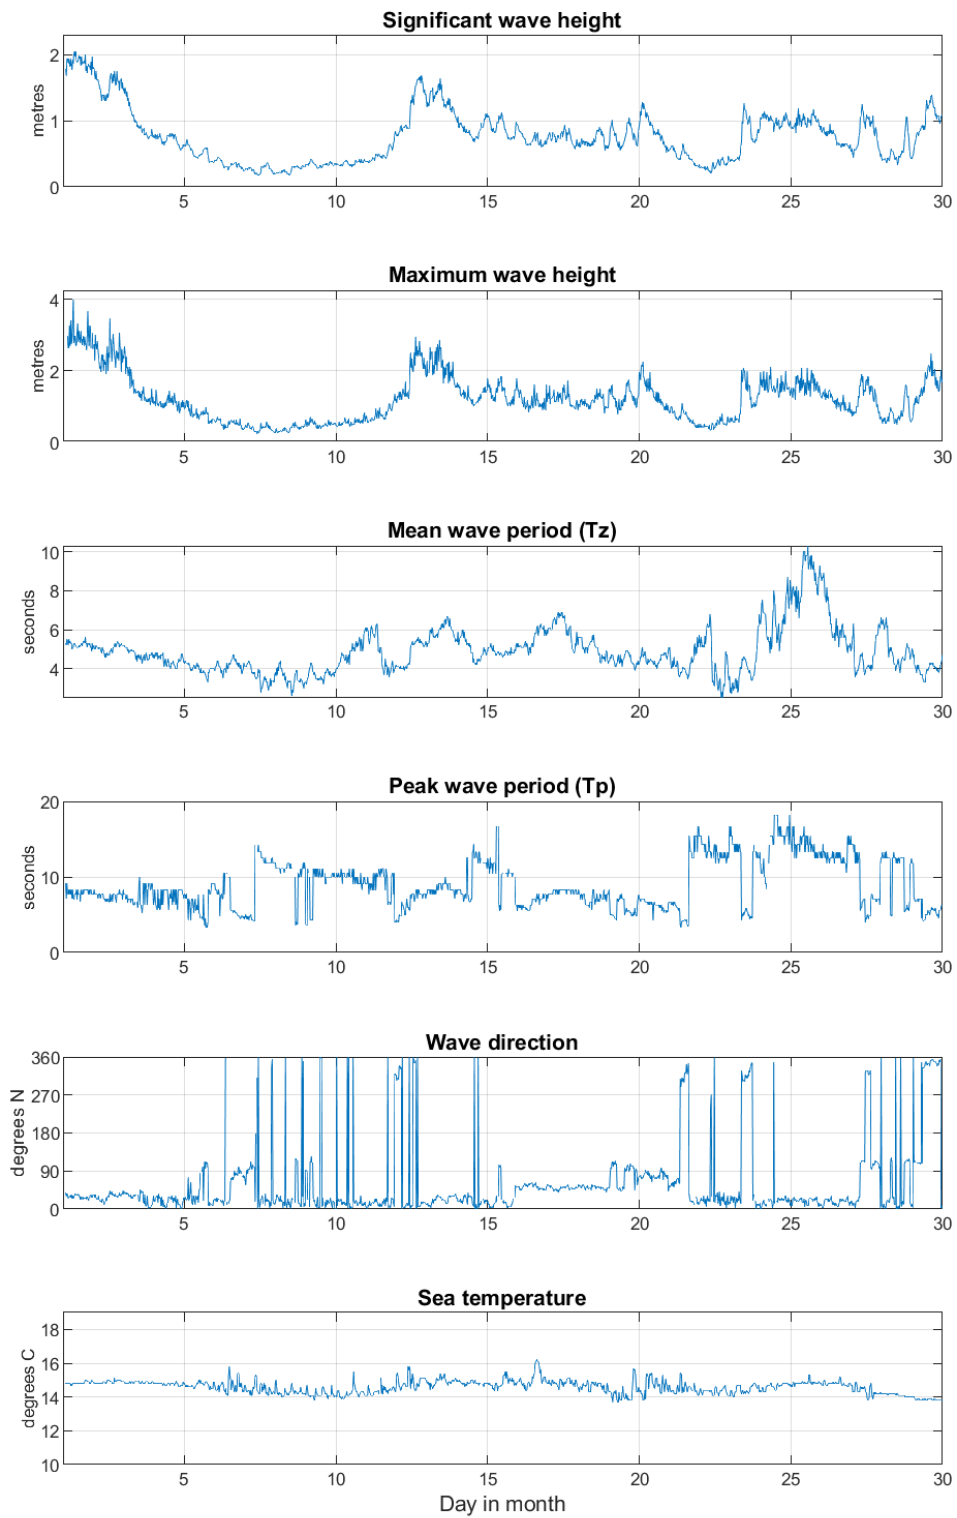 Significant wave height
metres
2
1
0
5 10 15 20 25 30
Maximum wave height
metres
4
2
0
5 10 15 20 25 30
Mean wave period (Tz)
seconds
10
8
6
4
5 10 15 20 25 30
Peak wave period (Tp)
seconds
20
10
0
5 10 15 20 25 30
Wave direction
degrees N
360
270
180
90
0
5 10 15 20 25 30
Sea temperature
degrees C
18
16
14
12
10
5 10 15 20 25 30
Day in month